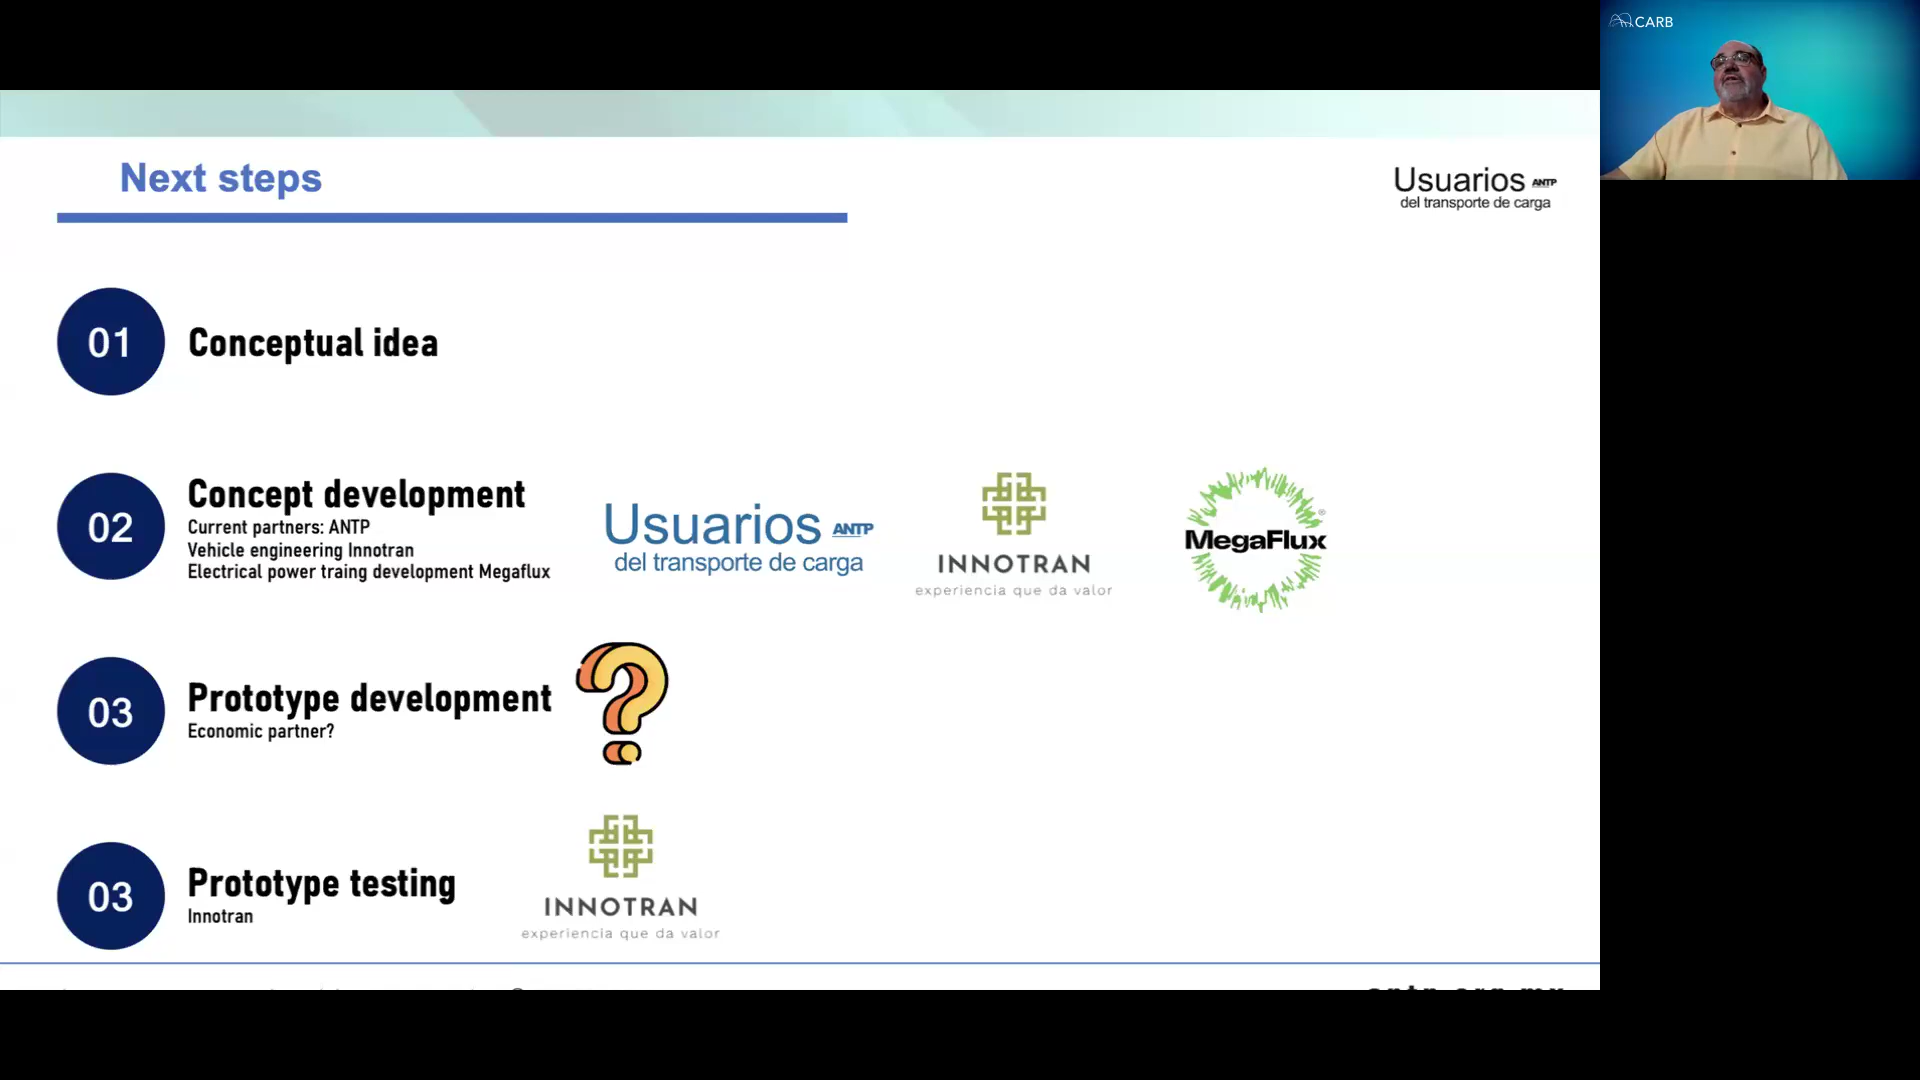 CARB
Next steps
Usuarios ANTP
del transporte de carga
01
Conceptual idea
02
Concept development
Current partners: ANTP
Vehicle engineering Innotran
Electrical power traing development Megaflux
Usuarios ANTP
del transporte de carga
INNOTRAN
experiencia que da valor
MegaFlux®
03
Prototype development
Economic partner?
?
03
Prototype testing
Innotran
INNOTRAN
experiencia que da valor